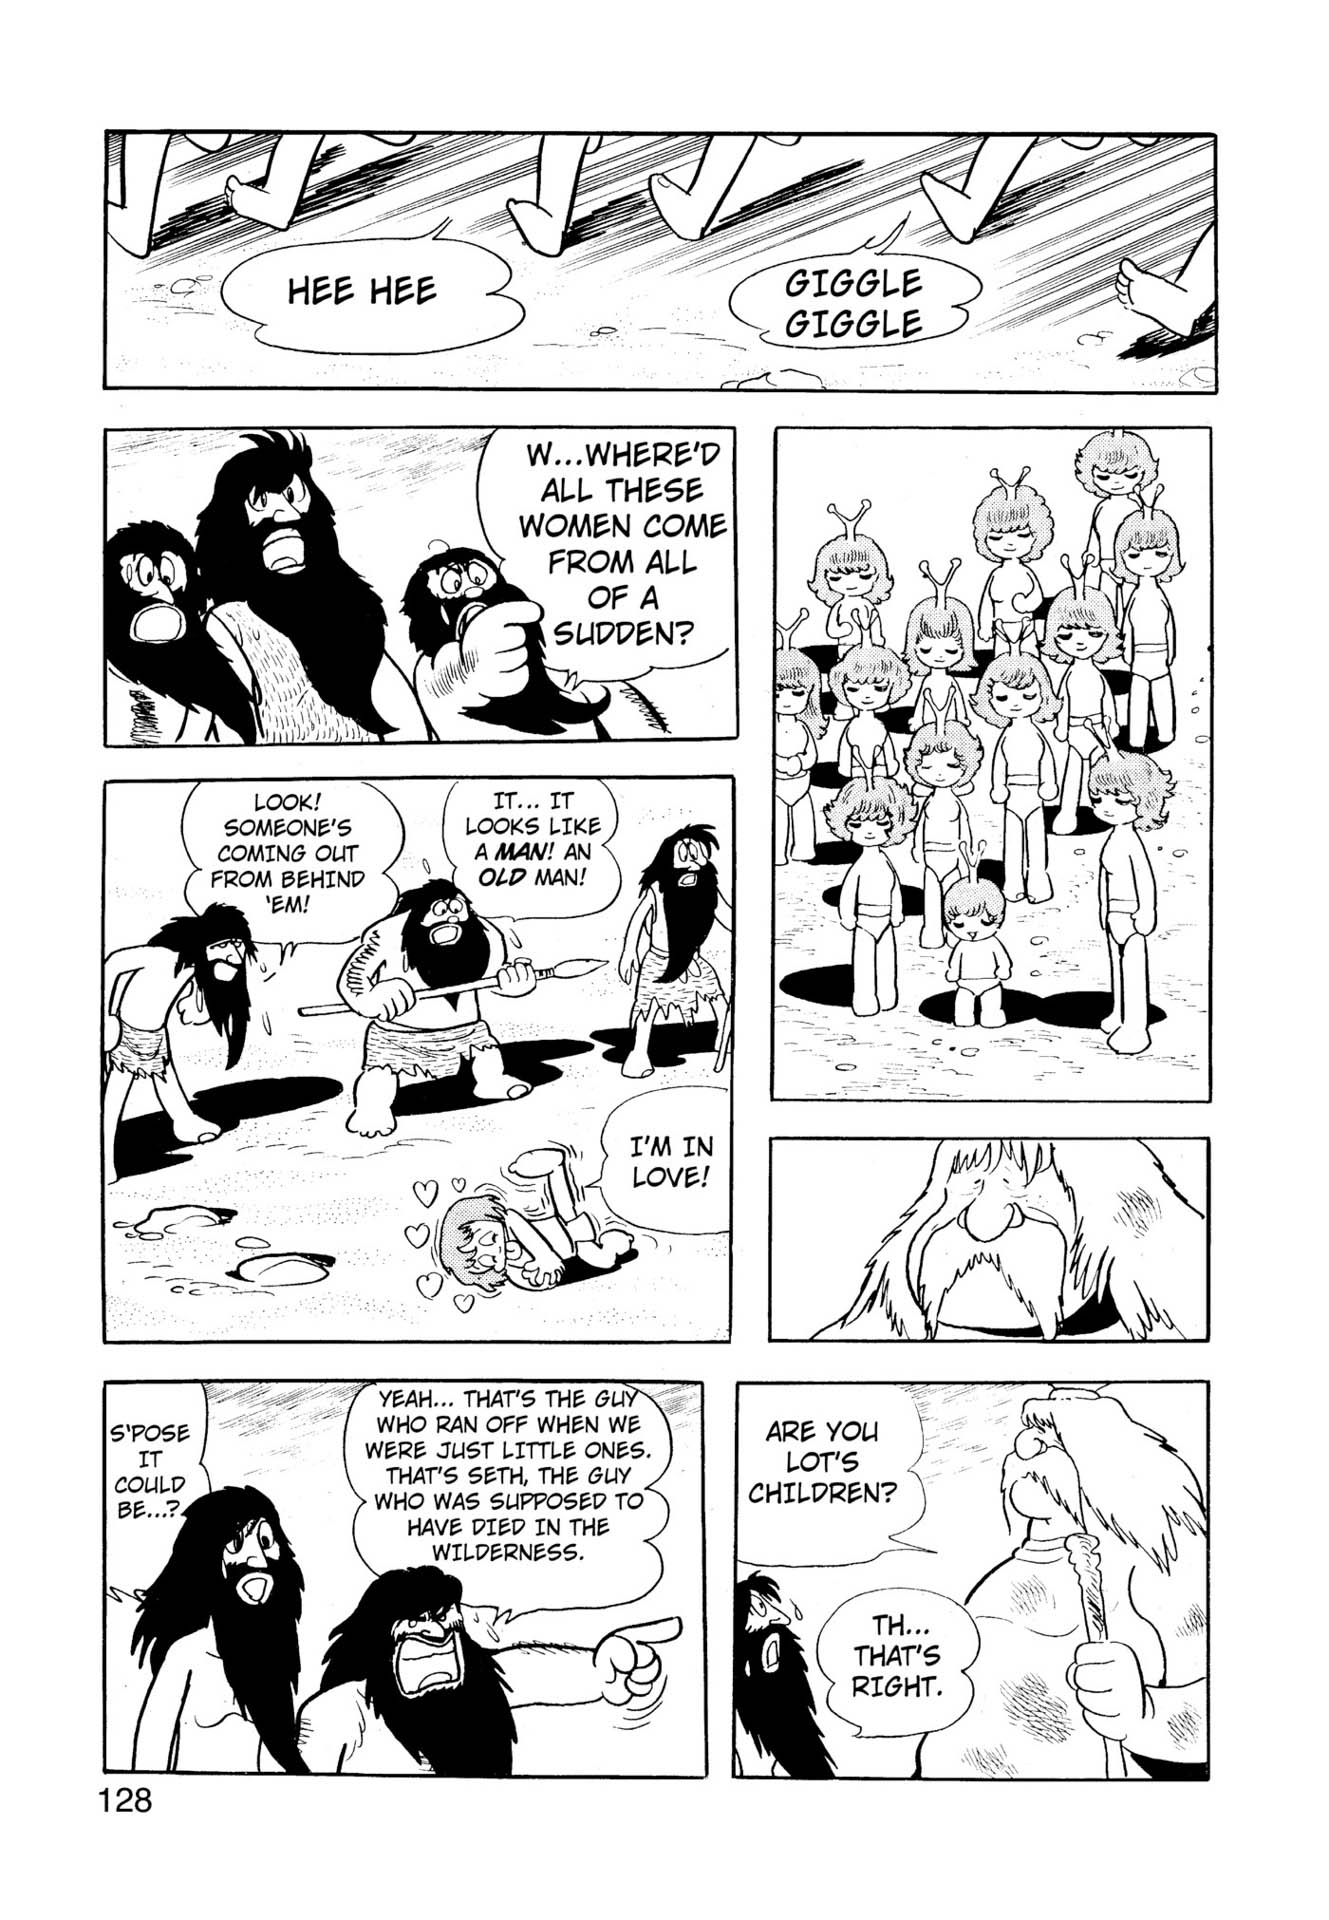 HEE HEE
GIGGLE
GIGGLE
W...WHERE'D
ALL THESE
WOMEN COME
FROM ALL
OF A
SUDDEN?
LOOK!
SOMEONE'S
COMING OUT
FROM BEHIND
'EM!
IT... IT
LOOKS LIKE
A MAN! AN
OLD MAN!
I'M IN
LOVE!
S'POSE
IT
COULD
BE...?
YEAH... THAT'S THE GUY
WHO RAN OFF WHEN WE
WERE JUST LITTLE ONES.
THAT'S SETH, THE GUY
WHO WAS SUPPOSED TO
HAVE DIED IN THE
WILDERNESS.
ARE YOU
LOT'S
CHILDREN?
TH...
THAT'S
RIGHT.
128